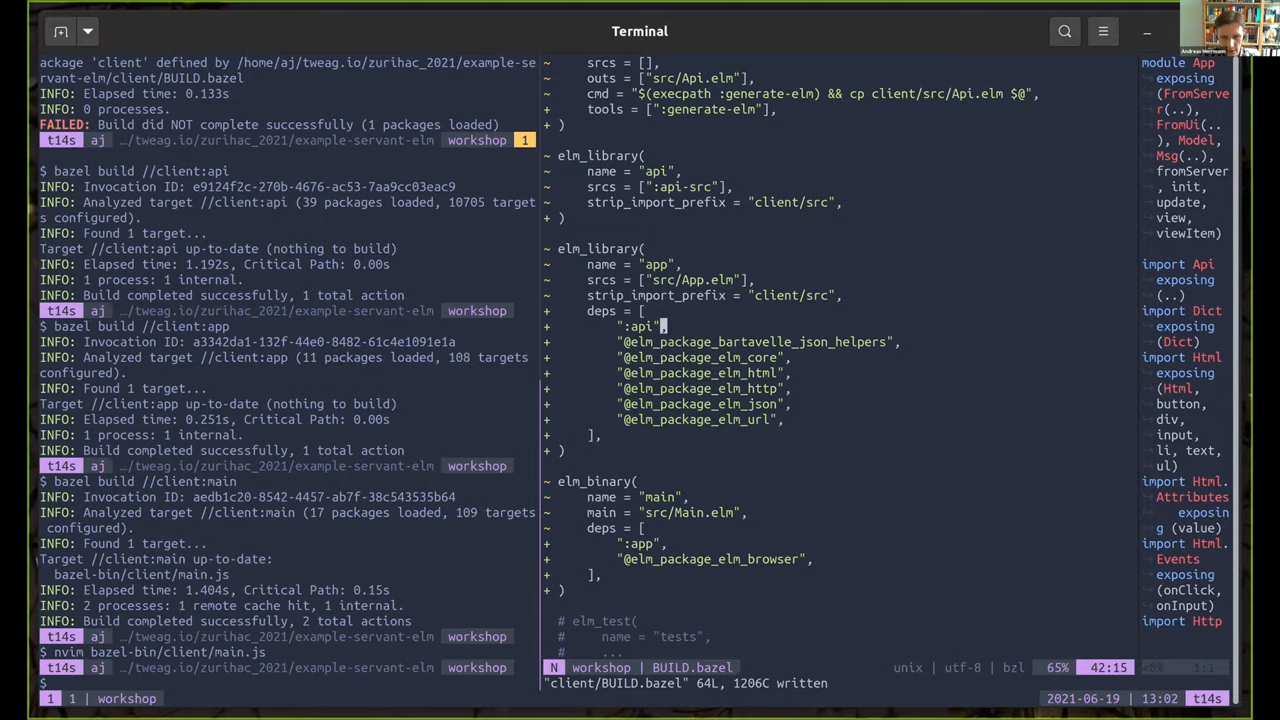 Terminal
Andreas Herrmann
ackage 'client' defined by /home/aj/tweag.io/zurihac_2021/example-se
rvant-elm/client/BUILD.bazel
INFO: Elapsed time: 0.133s
INFO: 0 processes.
FAILED: Build did NOT complete successfully (1 packages loaded)
t14s aj …/tweag.io/zurihac_2021/example-servant-elm workshop 1
$ bazel build //client:api
INFO: Invocation ID: e9124f2c-270b-4676-ac53-7aa9cc03eac9
INFO: Analyzed target //client:api (39 packages loaded, 10705 target
s configured).
INFO: Found 1 target...
Target //client:api up-to-date (nothing to build)
INFO: Elapsed time: 1.192s, Critical Path: 0.00s
INFO: 1 process: 1 internal.
INFO: Build completed successfully, 1 total action
t14s aj …/tweag.io/zurihac_2021/example-servant-elm workshop
$ bazel build //client:app
INFO: Invocation ID: a3342da1-132f-44e0-8482-61c4e1091e1a
INFO: Analyzed target //client:app (11 packages loaded, 108 targets
configured).
INFO: Found 1 target...
Target //client:app up-to-date (nothing to build)
INFO: Elapsed time: 0.251s, Critical Path: 0.00s
INFO: 1 process: 1 internal.
INFO: Build completed successfully, 1 total action
t14s aj …/tweag.io/zurihac_2021/example-servant-elm workshop
$ bazel build //client:main
INFO: Invocation ID: aedb1c20-8542-4457-ab7f-38c543535b64
INFO: Analyzed target //client:main (17 packages loaded, 109 targets
configured).
INFO: Found 1 target...
Target //client:main up-to-date:
bazel-bin/client/main.js
INFO: Elapsed time: 1.404s, Critical Path: 0.15s
INFO: 2 processes: 1 remote cache hit, 1 internal.
INFO: Build completed successfully, 2 total actions
t14s aj …/tweag.io/zurihac_2021/example-servant-elm workshop
$ nvim bazel-bin/client/main.js
t14s aj …/tweag.io/zurihac_2021/example-servant-elm workshop
$
~ srcs = [],
~ outs = ["src/Api.elm"],
~ cmd = "$(execpath :generate-elm) && cp client/src/Api.elm $@",
~ tools = [":generate-elm"],
+ )
~ elm_library(
~ name = "api",
~ srcs = [":api-src"],
~ strip_import_prefix = "client/src",
+ )
~ elm_library(
~ name = "app",
~ srcs = ["src/App.elm"],
~ strip_import_prefix = "client/src",
+ deps = [
+ ":api",
+ "@elm_package_bartavelle_json_helpers",
+ "@elm_package_elm_core",
+ "@elm_package_elm_html",
+ "@elm_package_elm_http",
+ "@elm_package_elm_json",
+ "@elm_package_elm_url",
+ ],
+ )
~ elm_binary(
~ name = "main",
~ main = "src/Main.elm",
~ deps = [
+ ":app",
+ "@elm_package_elm_browser",
+ ],
+ )
# elm_test(
# name = "tests",
# ...
N workshop | BUILD.bazel unix | utf-8 | bzl 65% 42:15
"client/BUILD.bazel" 64L, 1206C written
module App
exposing
(FromServe
r(..),
FromUi(..
), Model,
Msg(..),
fromServer
, init,
update,
view,
viewItem)
import Api
exposing
(..)
import Dict
exposing
(Dict)
import Html
exposing
(Html,
button,
div,
input,
li, text,
ul)
import Html.
Attributes
exposin
g (value)
import Html.
Events
exposing
(onClick,
onInput)
import Http
<0% 1:1
1 1 | workshop 2021-06-19 | 13:02 t14s